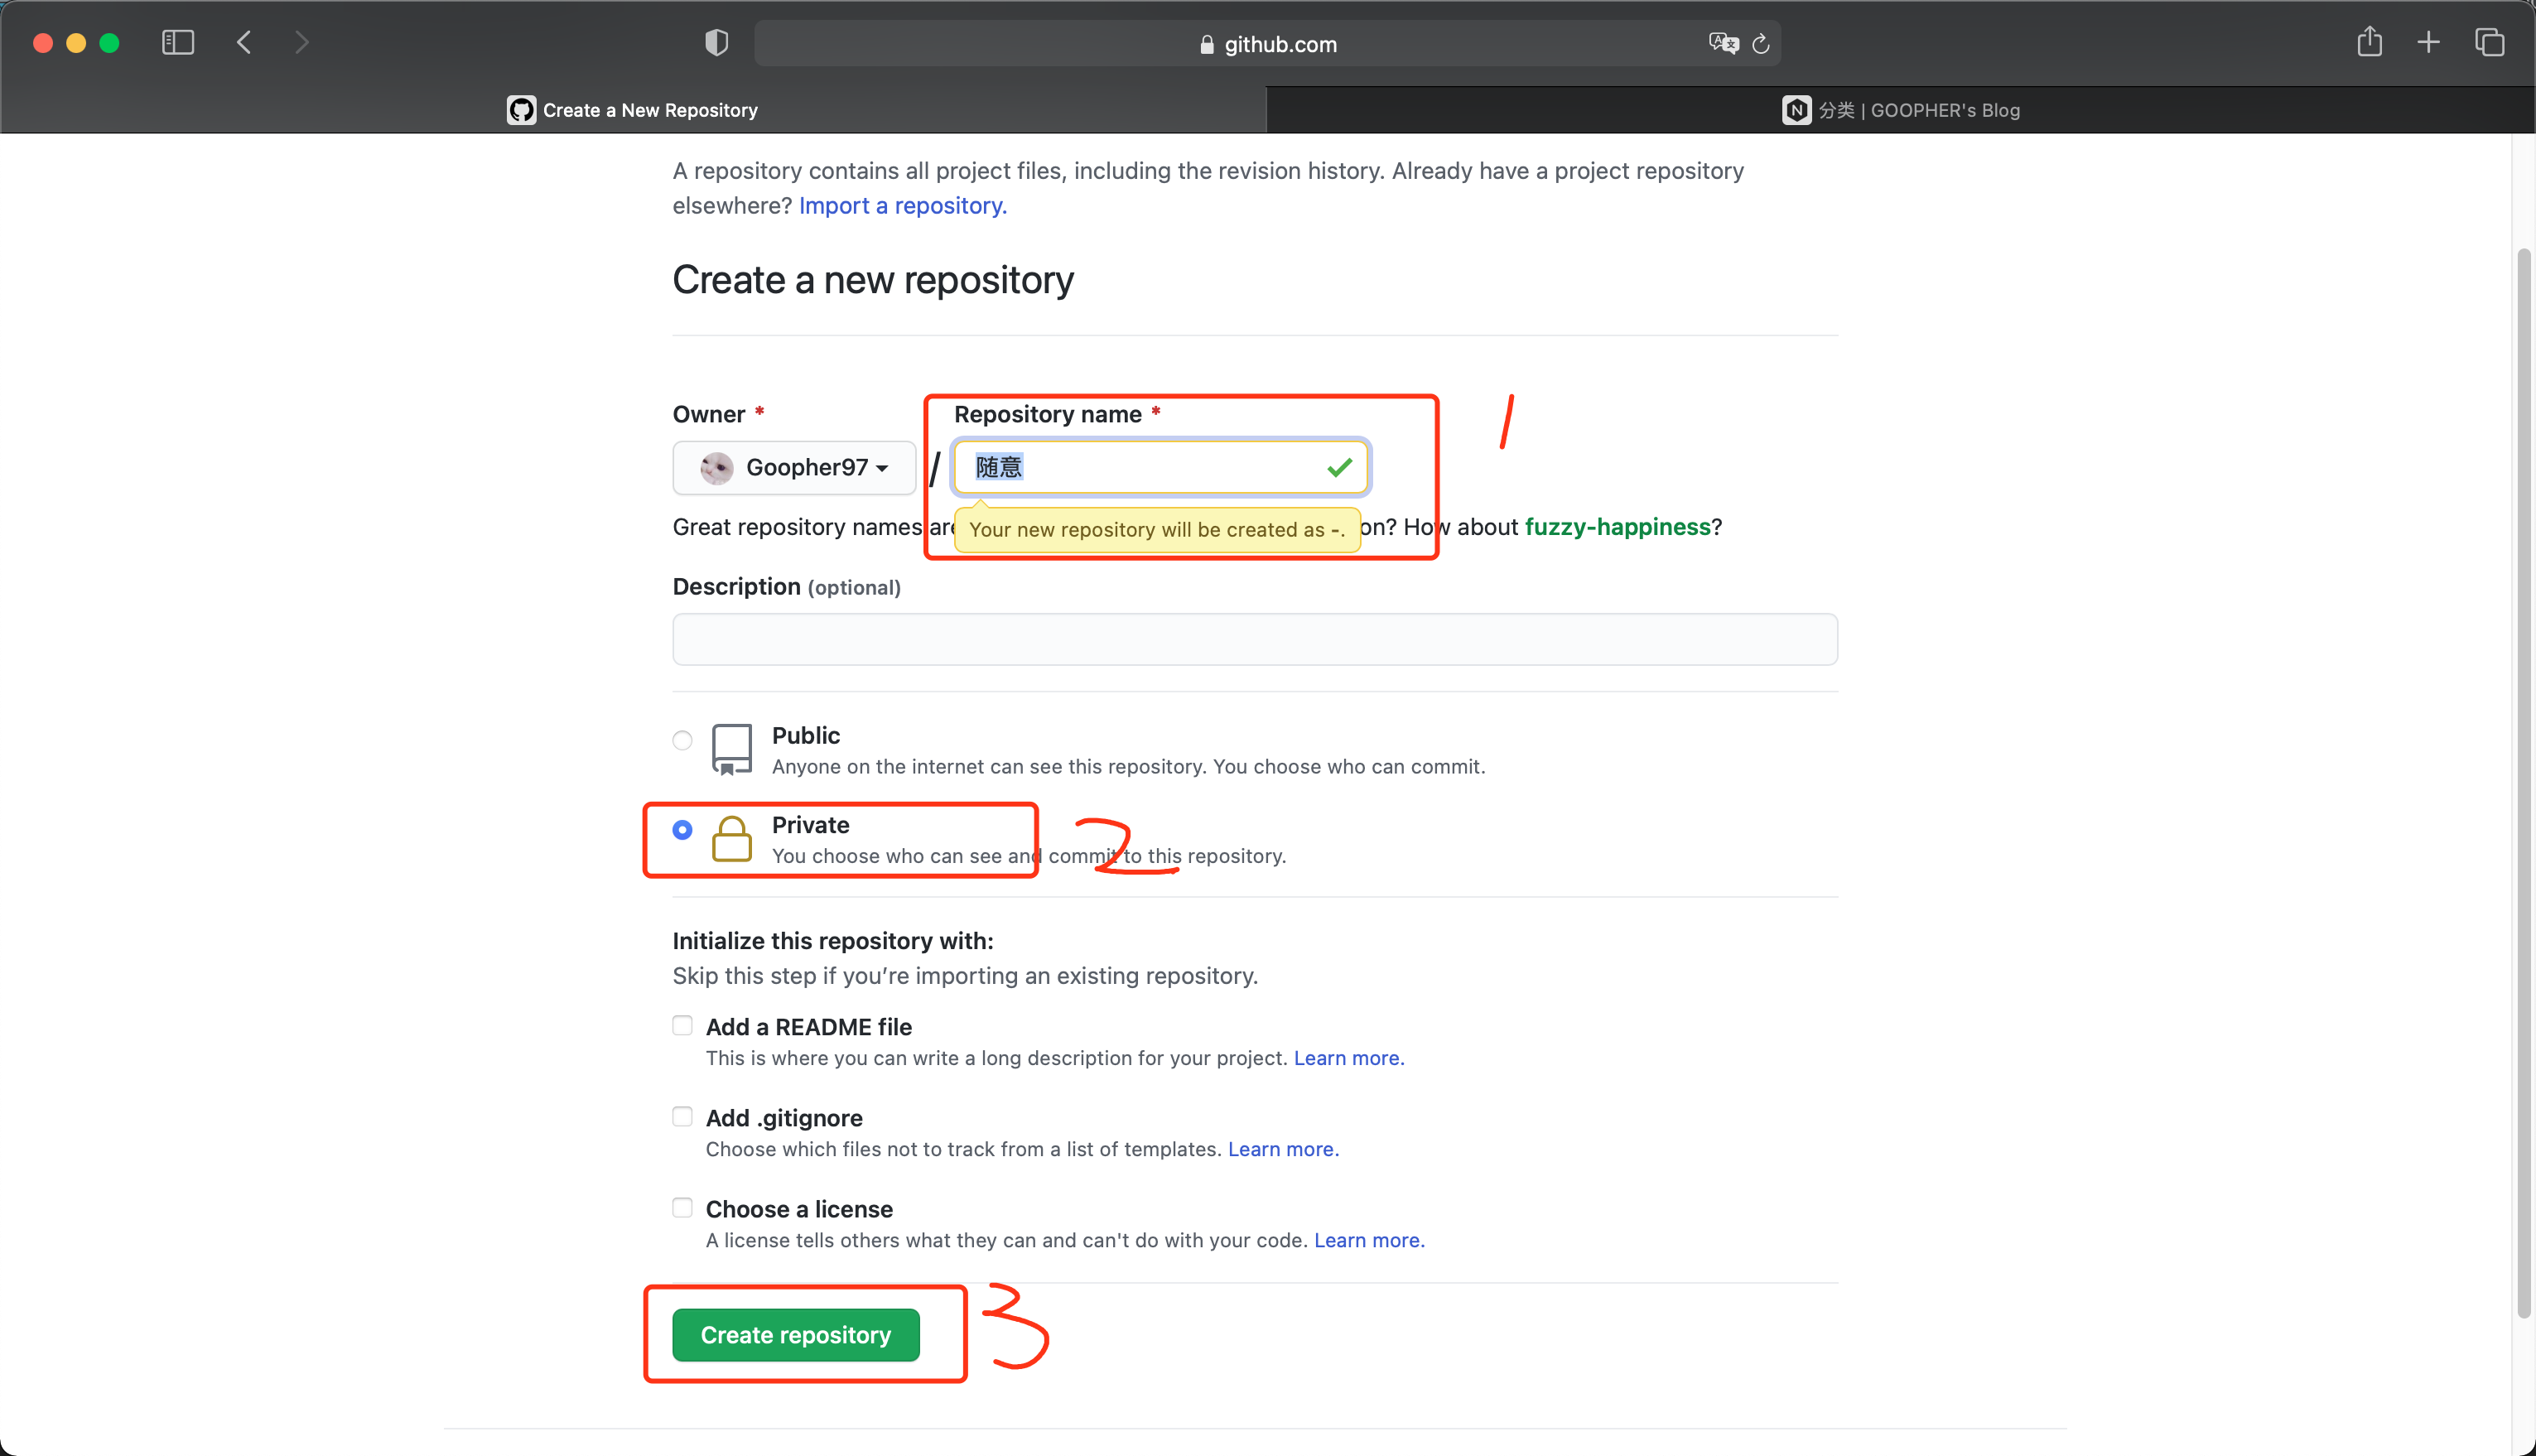 github.com
Create a New Repository
分类 | GOOPHER's Blog
A repository contains all project files, including the revision history. Already have a project repository
elsewhere? Import a repository.
Create a new repository
Owner *
Repository name *
1
Goopher97
/
随意
Great repository names are
Your new repository will be created as -.
on? How about fuzzy-happiness?
Description (optional)
Public
Anyone on the internet can see this repository. You choose who can commit.
Private
2
You choose who can see and commit to this repository.
Initialize this repository with:
Skip this step if you’re importing an existing repository.
Add a README file
This is where you can write a long description for your project. Learn more.
Add .gitignore
Choose which files not to track from a list of templates. Learn more.
Choose a license
A license tells others what they can and can't do with your code. Learn more.
Create repository
3